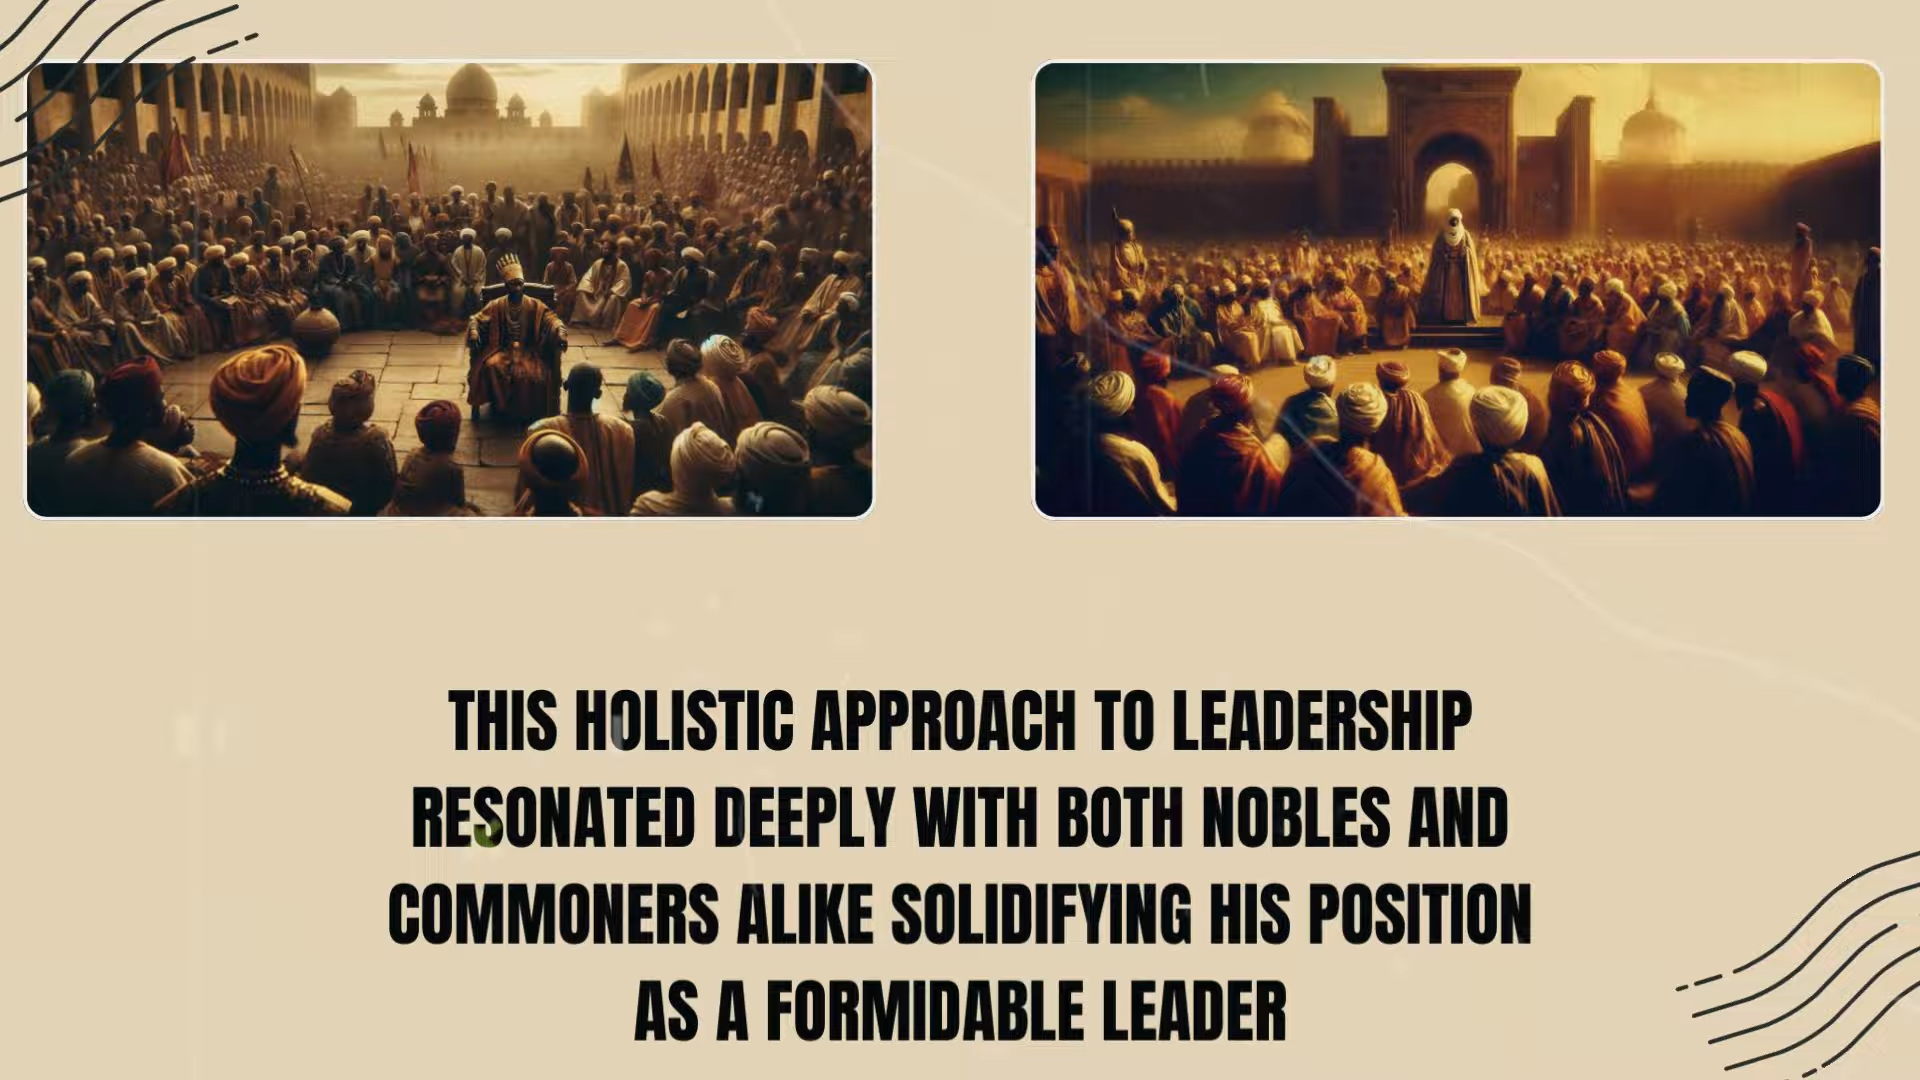 THIS HOLISTIC APPROACH TO LEADERSHIP
RESONATED DEEPLY WITH BOTH NOBLES AND
COMMONERS ALIKE SOLIDIFYING HIS POSITION
AS A FORMIDABLE LEADER